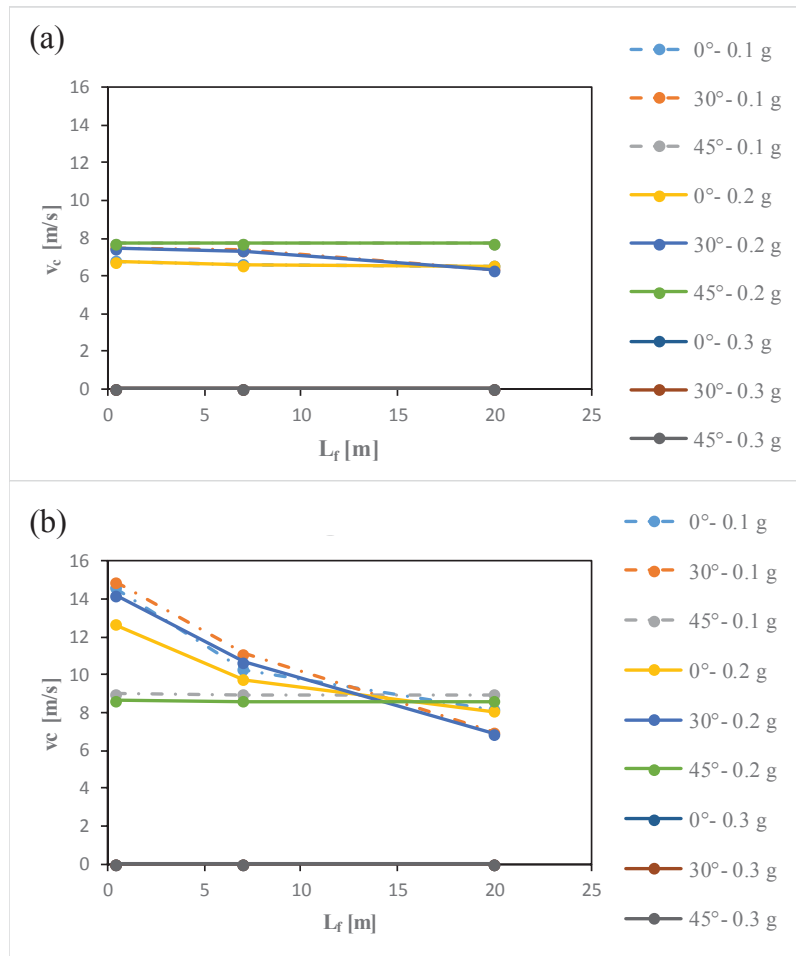 (a)
16
14
12
10
8
6
4
2
0
v_c [m/s]
0 5 10 15 20 25
L_f [m]
0°- 0.1 g
30°- 0.1 g
45°- 0.1 g
0°- 0.2 g
30°- 0.2 g
45°- 0.2 g
0°- 0.3 g
30°- 0.3 g
45°- 0.3 g
(b)
16
14
12
10
8
6
4
2
0
vc [m/s]
0 5 10 15 20 25
L_f [m]
0°- 0.1 g
30°- 0.1 g
45°- 0.1 g
0°- 0.2 g
30°- 0.2 g
45°- 0.2 g
0°- 0.3 g
30°- 0.3 g
45°- 0.3 g